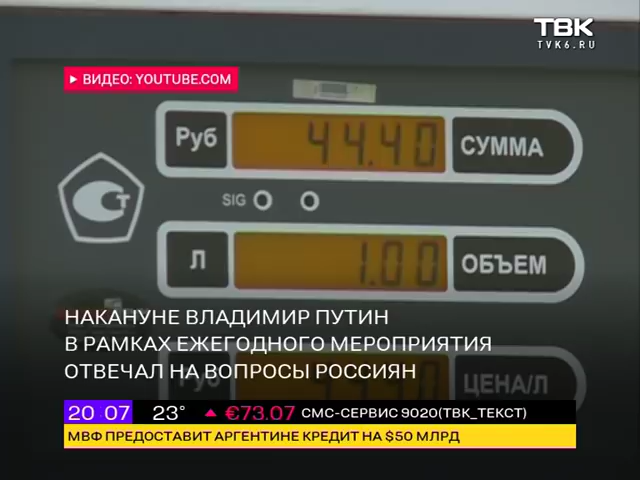 ТВК
TVK6.RU
ВИДЕО: YOUTUBE.COM
Руб 44.40 СУММА
СТ
SIG
Л 1.00 ОБЪЕМ
НАКАНУНЕ ВЛАДИМИР ПУТИН
В РАМКАХ ЕЖЕГОДНОГО МЕРОПРИЯТИЯ
ОТВЕЧАЛ НА ВОПРОСЫ РОССИЯН
Руб ЦЕНА/Л
20 07 23° €73.07 СМС-СЕРВИС 9020(ТВК_ТЕКСТ)
МВФ ПРЕДОСТАВИТ АРГЕНТИНЕ КРЕДИТ НА $50 МЛРД